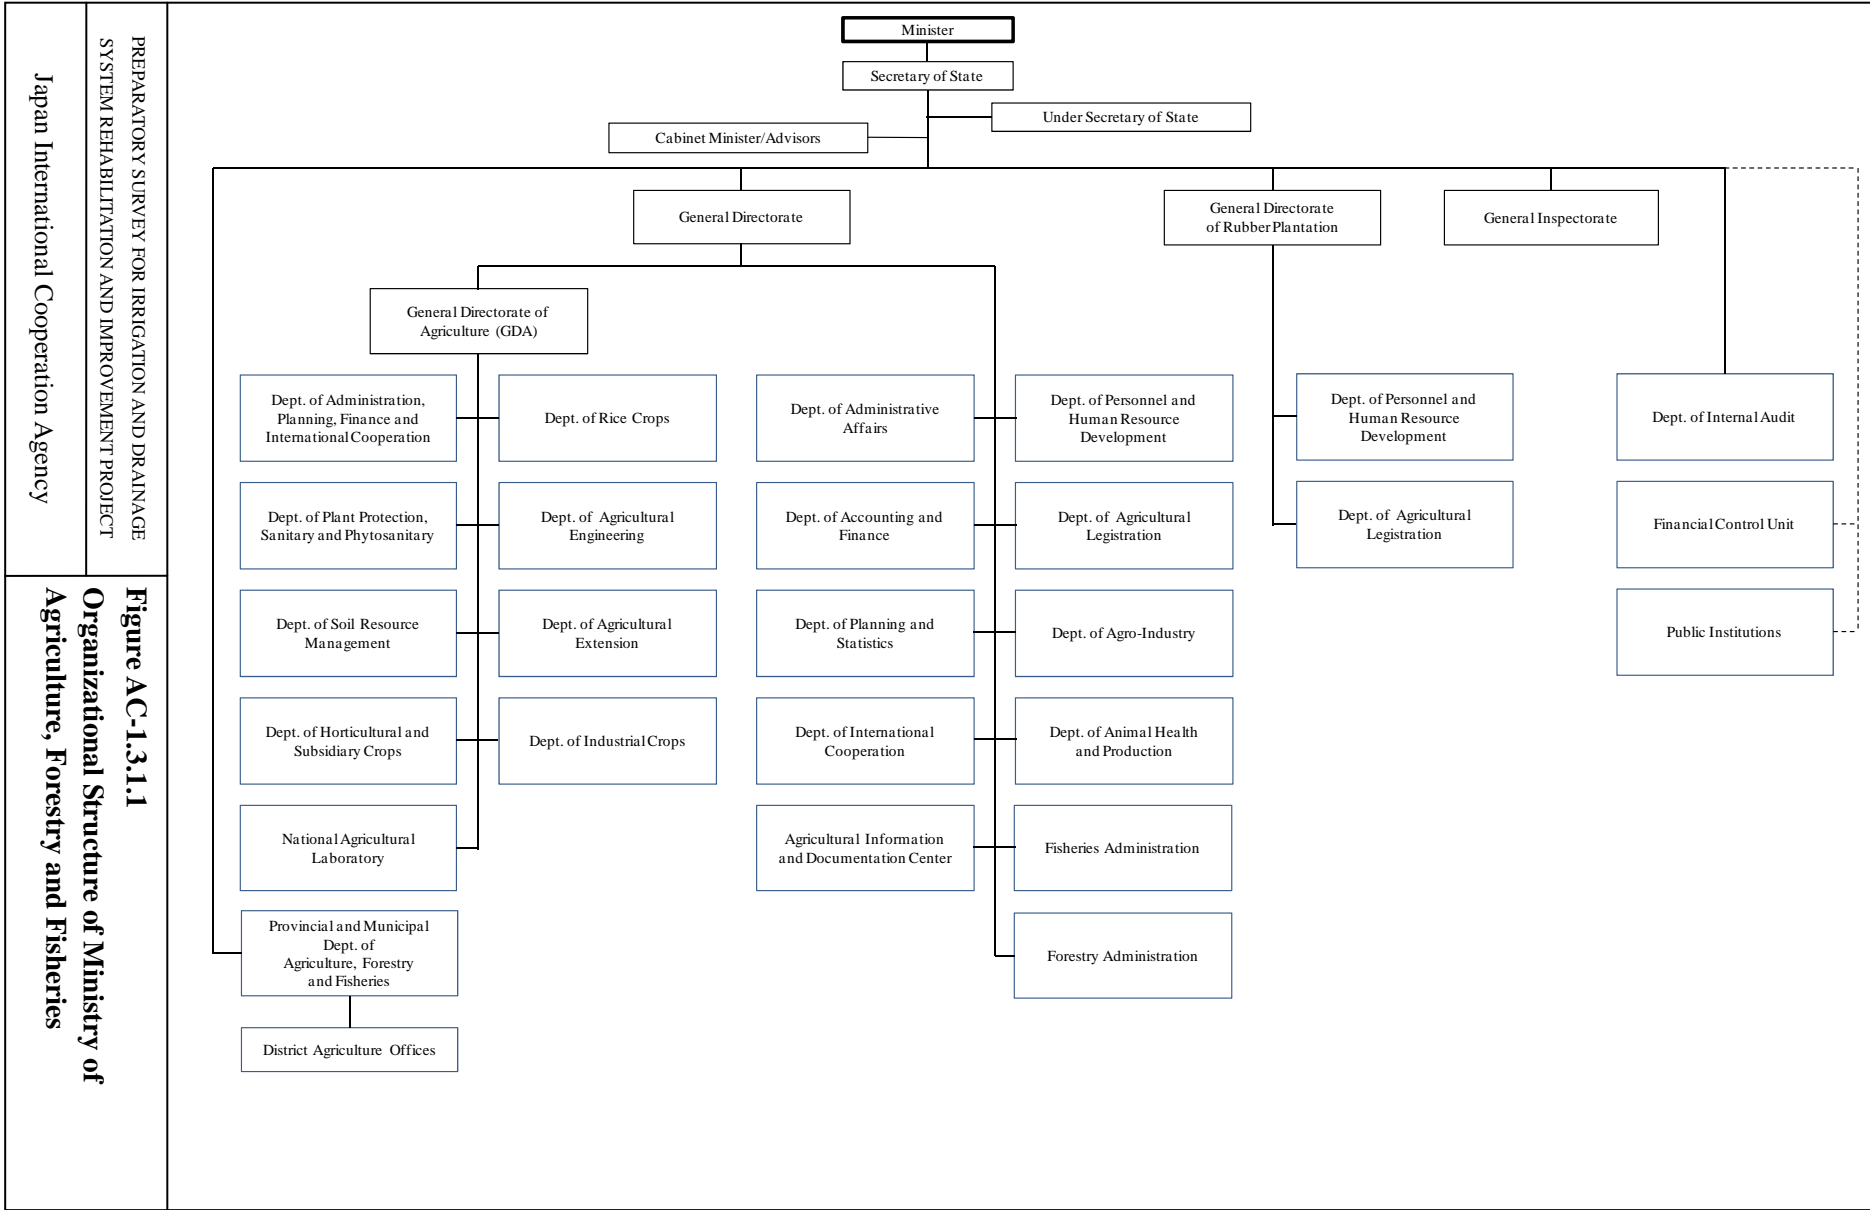 PREPARATORY SURVEY FOR IRRIGATION AND DRAINAGE
SYSTEM REHABILITATION AND IMPROVEMENT PROJECT
Japan International Cooperation Agency
Figure AC-1.3.1.1
Organizational Structure of Ministry of
Agriculture, Forestry and Fisheries
Minister
Secretary of State
Under Secretary of State
Cabinet Minister/Advisors
General Directorate
General Directorate
of Rubber Plantation
General Inspectorate
General Directorate of
Agriculture (GDA)
Dept. of Administration,
Planning, Finance and
International Cooperation
Dept. of Rice Crops
Dept. of Administrative
Affairs
Dept. of Personnel and
Human Resource
Development
Dept. of Personnel and
Human Resource
Development
Dept. of Internal Audit
Dept. of Plant Protection,
Sanitary and Phytosanitary
Dept. of Agricultural
Engineering
Dept. of Accounting and
Finance
Dept. of Agricultural
Legistration
Dept. of Agricultural
Legistration
Financial Control Unit
Dept. of Soil Resource
Management
Dept. of Agricultural
Extension
Dept. of Planning and
Statistics
Dept. of Agro-Industry
Public Institutions
Dept. of Horticultural and
Subsidiary Crops
Dept. of Industrial Crops
Dept. of International
Cooperation
Dept. of Animal Health
and Production
National Agricultural
Laboratory
Agricultural Information
and Documentation Center
Fisheries Administration
Provincial and Municipal
Dept. of
Agriculture, Forestry
and Fisheries
Forestry Administration
District Agriculture Offices